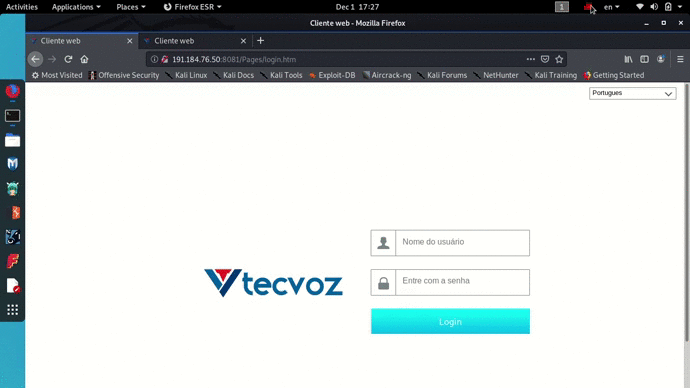 Activities Applications Places Firefox ESR Dec 1 17:27 1 en
Cliente web - Mozilla Firefox
Cliente web Cliente web
191.184.76.50:8081/Pages/login.htm
Most Visited Offensive Security Kali Linux Kali Docs Kali Tools Exploit-DB Aircrack-ng Kali Forums NetHunter Kali Training Getting Started
Portugues
Nome do usuário
tecvoz
Entre com a senha
Login